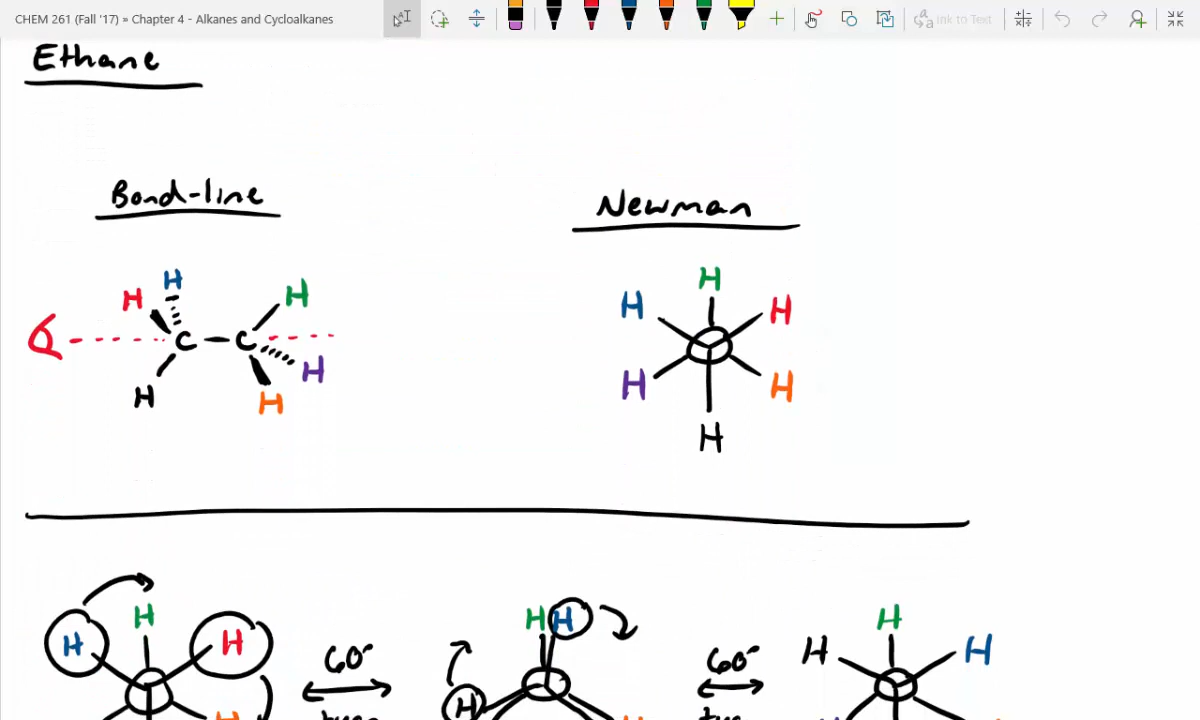 CHEM 261 (Fall '17) » Chapter 4 - Alkanes and Cycloalkanes
Ink to Text
Ethane
Bond-line
Newman
H
H H
H
C - C
H
H
H
H
H H
H H
H
H
H H
60°
H
H H
H
60°
H
H H
H